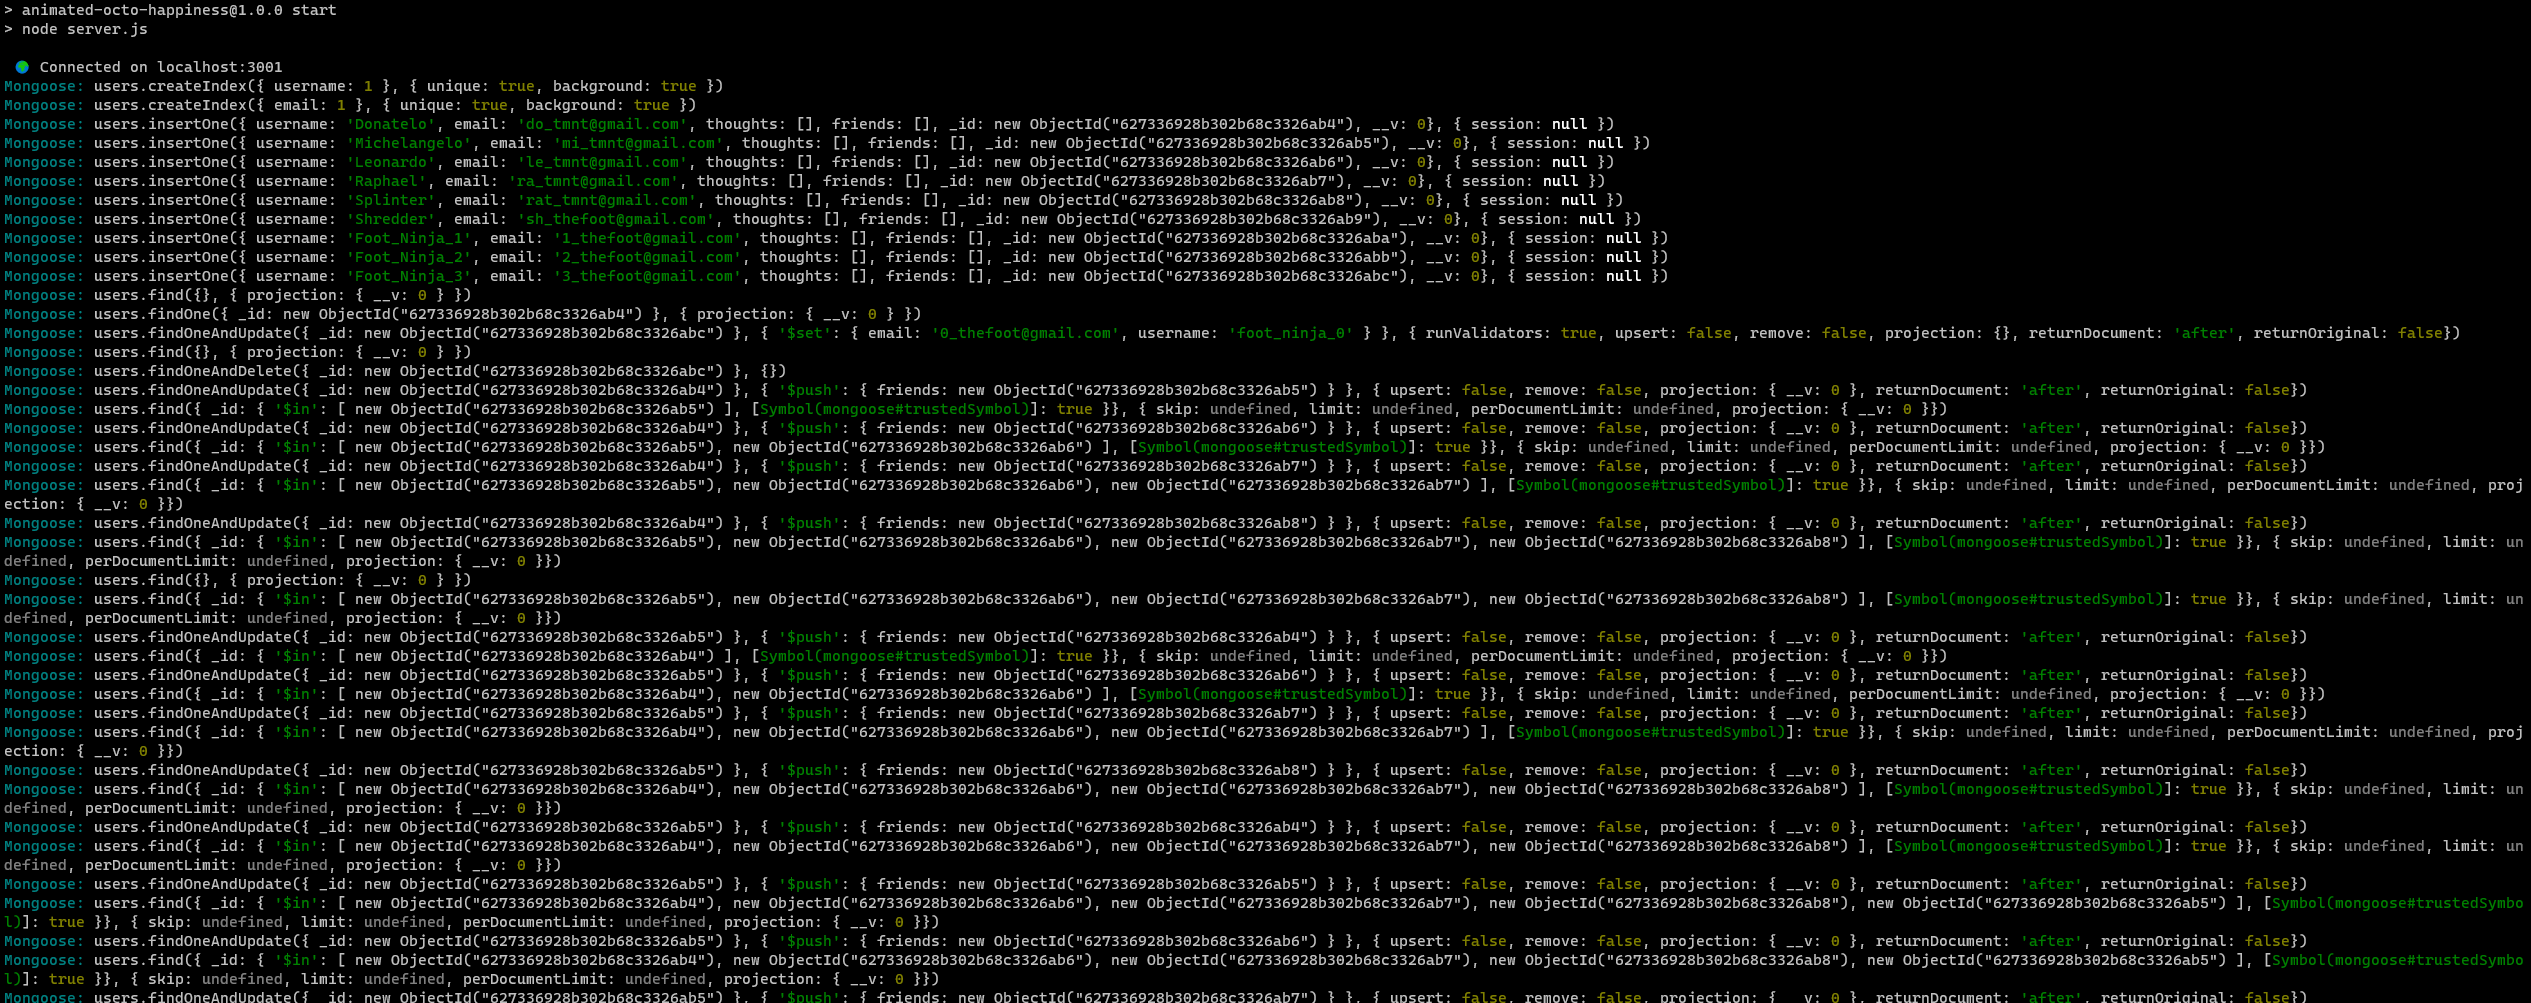 > animated-octo-happiness@1.0.0 start
> node server.js
Connected on localhost:3001
Mongoose: users.createIndex({ username: 1 }, { unique: true, background: true })
Mongoose: users.createIndex({ email: 1 }, { unique: true, background: true })
Mongoose: users.insertOne({ username: 'Donatelo', email: 'do_tmnt@gmail.com', thoughts: [], friends: [], _id: new ObjectId("627336928b302b68c3326ab4"), __v: 0}, { session: null })
Mongoose: users.insertOne({ username: 'Michelangelo', email: 'mi_tmnt@gmail.com', thoughts: [], friends: [], _id: new ObjectId("627336928b302b68c3326ab5"), __v: 0}, { session: null })
Mongoose: users.insertOne({ username: 'Leonardo', email: 'le_tmnt@gmail.com', thoughts: [], friends: [], _id: new ObjectId("627336928b302b68c3326ab6"), __v: 0}, { session: null })
Mongoose: users.insertOne({ username: 'Raphael', email: 'ra_tmnt@gmail.com', thoughts: [], friends: [], _id: new ObjectId("627336928b302b68c3326ab7"), __v: 0}, { session: null })
Mongoose: users.insertOne({ username: 'Splinter', email: 'rat_tmnt@gmail.com', thoughts: [], friends: [], _id: new ObjectId("627336928b302b68c3326ab8"), __v: 0}, { session: null })
Mongoose: users.insertOne({ username: 'Shredder', email: 'sh_thefoot@gmail.com', thoughts: [], friends: [], _id: new ObjectId("627336928b302b68c3326ab9"), __v: 0}, { session: null })
Mongoose: users.insertOne({ username: 'Foot_Ninja_1', email: '1_thefoot@gmail.com', thoughts: [], friends: [], _id: new ObjectId("627336928b302b68c3326aba"), __v: 0}, { session: null })
Mongoose: users.insertOne({ username: 'Foot_Ninja_2', email: '2_thefoot@gmail.com', thoughts: [], friends: [], _id: new ObjectId("627336928b302b68c3326abb"), __v: 0}, { session: null })
Mongoose: users.insertOne({ username: 'Foot_Ninja_3', email: '3_thefoot@gmail.com', thoughts: [], friends: [], _id: new ObjectId("627336928b302b68c3326abc"), __v: 0}, { session: null })
Mongoose: users.find({}, { projection: { __v: 0 } })
Mongoose: users.findOne({ _id: new ObjectId("627336928b302b68c3326ab4") }, { projection: { __v: 0 } })
Mongoose: users.findOneAndUpdate({ _id: new ObjectId("627336928b302b68c3326abc") }, { '$set': { email: '0_thefoot@gmail.com', username: 'foot_ninja_0' } }, { runValidators: true, upsert: false, remove: false, projection: {}, returnDocument: 'after', returnOriginal: false})
Mongoose: users.find({}, { projection: { __v: 0 } })
Mongoose: users.findOneAndDelete({ _id: new ObjectId("627336928b302b68c3326abc") }, {})
Mongoose: users.findOneAndUpdate({ _id: new ObjectId("627336928b302b68c3326ab4") }, { '$push': { friends: new ObjectId("627336928b302b68c3326ab5") } }, { upsert: false, remove: false, projection: { __v: 0 }, returnDocument: 'after', returnOriginal: false})
Mongoose: users.find({ _id: { '$in': [ new ObjectId("627336928b302b68c3326ab5") ], [Symbol(mongoose#trustedSymbol)]: true }}, { skip: undefined, limit: undefined, perDocumentLimit: undefined, projection: { __v: 0 }})
Mongoose: users.findOneAndUpdate({ _id: new ObjectId("627336928b302b68c3326ab4") }, { '$push': { friends: new ObjectId("627336928b302b68c3326ab6") } }, { upsert: false, remove: false, projection: { __v: 0 }, returnDocument: 'after', returnOriginal: false})
Mongoose: users.find({ _id: { '$in': [ new ObjectId("627336928b302b68c3326ab5"), new ObjectId("627336928b302b68c3326ab6") ], [Symbol(mongoose#trustedSymbol)]: true }}, { skip: undefined, limit: undefined, perDocumentLimit: undefined, projection: { __v: 0 }})
Mongoose: users.findOneAndUpdate({ _id: new ObjectId("627336928b302b68c3326ab4") }, { '$push': { friends: new ObjectId("627336928b302b68c3326ab7") } }, { upsert: false, remove: false, projection: { __v: 0 }, returnDocument: 'after', returnOriginal: false})
Mongoose: users.find({ _id: { '$in': [ new ObjectId("627336928b302b68c3326ab5"), new ObjectId("627336928b302b68c3326ab6"), new ObjectId("627336928b302b68c3326ab7") ], [Symbol(mongoose#trustedSymbol)]: true }}, { skip: undefined, limit: undefined, perDocumentLimit: undefined, proj
ection: { __v: 0 }})
Mongoose: users.findOneAndUpdate({ _id: new ObjectId("627336928b302b68c3326ab4") }, { '$push': { friends: new ObjectId("627336928b302b68c3326ab8") } }, { upsert: false, remove: false, projection: { __v: 0 }, returnDocument: 'after', returnOriginal: false})
Mongoose: users.find({ _id: { '$in': [ new ObjectId("627336928b302b68c3326ab5"), new ObjectId("627336928b302b68c3326ab6"), new ObjectId("627336928b302b68c3326ab7"), new ObjectId("627336928b302b68c3326ab8") ], [Symbol(mongoose#trustedSymbol)]: true }}, { skip: undefined, limit: un
defined, perDocumentLimit: undefined, projection: { __v: 0 }})
Mongoose: users.find({}, { projection: { __v: 0 } })
Mongoose: users.find({ _id: { '$in': [ new ObjectId("627336928b302b68c3326ab5"), new ObjectId("627336928b302b68c3326ab6"), new ObjectId("627336928b302b68c3326ab7"), new ObjectId("627336928b302b68c3326ab8") ], [Symbol(mongoose#trustedSymbol)]: true }}, { skip: undefined, limit: un
defined, perDocumentLimit: undefined, projection: { __v: 0 }})
Mongoose: users.findOneAndUpdate({ _id: new ObjectId("627336928b302b68c3326ab5") }, { '$push': { friends: new ObjectId("627336928b302b68c3326ab4") } }, { upsert: false, remove: false, projection: { __v: 0 }, returnDocument: 'after', returnOriginal: false})
Mongoose: users.find({ _id: { '$in': [ new ObjectId("627336928b302b68c3326ab4") ], [Symbol(mongoose#trustedSymbol)]: true }}, { skip: undefined, limit: undefined, perDocumentLimit: undefined, projection: { __v: 0 }})
Mongoose: users.findOneAndUpdate({ _id: new ObjectId("627336928b302b68c3326ab5") }, { '$push': { friends: new ObjectId("627336928b302b68c3326ab6") } }, { upsert: false, remove: false, projection: { __v: 0 }, returnDocument: 'after', returnOriginal: false})
Mongoose: users.find({ _id: { '$in': [ new ObjectId("627336928b302b68c3326ab4"), new ObjectId("627336928b302b68c3326ab6") ], [Symbol(mongoose#trustedSymbol)]: true }}, { skip: undefined, limit: undefined, perDocumentLimit: undefined, projection: { __v: 0 }})
Mongoose: users.findOneAndUpdate({ _id: new ObjectId("627336928b302b68c3326ab5") }, { '$push': { friends: new ObjectId("627336928b302b68c3326ab7") } }, { upsert: false, remove: false, projection: { __v: 0 }, returnDocument: 'after', returnOriginal: false})
Mongoose: users.find({ _id: { '$in': [ new ObjectId("627336928b302b68c3326ab4"), new ObjectId("627336928b302b68c3326ab6"), new ObjectId("627336928b302b68c3326ab7") ], [Symbol(mongoose#trustedSymbol)]: true }}, { skip: undefined, limit: undefined, perDocumentLimit: undefined, proj
ection: { __v: 0 }})
Mongoose: users.findOneAndUpdate({ _id: new ObjectId("627336928b302b68c3326ab5") }, { '$push': { friends: new ObjectId("627336928b302b68c3326ab8") } }, { upsert: false, remove: false, projection: { __v: 0 }, returnDocument: 'after', returnOriginal: false})
Mongoose: users.find({ _id: { '$in': [ new ObjectId("627336928b302b68c3326ab4"), new ObjectId("627336928b302b68c3326ab6"), new ObjectId("627336928b302b68c3326ab7"), new ObjectId("627336928b302b68c3326ab8") ], [Symbol(mongoose#trustedSymbol)]: true }}, { skip: undefined, limit: un
defined, perDocumentLimit: undefined, projection: { __v: 0 }})
Mongoose: users.findOneAndUpdate({ _id: new ObjectId("627336928b302b68c3326ab5") }, { '$push': { friends: new ObjectId("627336928b302b68c3326ab4") } }, { upsert: false, remove: false, projection: { __v: 0 }, returnDocument: 'after', returnOriginal: false})
Mongoose: users.find({ _id: { '$in': [ new ObjectId("627336928b302b68c3326ab4"), new ObjectId("627336928b302b68c3326ab6"), new ObjectId("627336928b302b68c3326ab7"), new ObjectId("627336928b302b68c3326ab8") ], [Symbol(mongoose#trustedSymbol)]: true }}, { skip: undefined, limit: un
defined, perDocumentLimit: undefined, projection: { __v: 0 }})
Mongoose: users.findOneAndUpdate({ _id: new ObjectId("627336928b302b68c3326ab5") }, { '$push': { friends: new ObjectId("627336928b302b68c3326ab5") } }, { upsert: false, remove: false, projection: { __v: 0 }, returnDocument: 'after', returnOriginal: false})
Mongoose: users.find({ _id: { '$in': [ new ObjectId("627336928b302b68c3326ab4"), new ObjectId("627336928b302b68c3326ab6"), new ObjectId("627336928b302b68c3326ab7"), new ObjectId("627336928b302b68c3326ab8"), new ObjectId("627336928b302b68c3326ab5") ], [Symbol(mongoose#trustedSymbo
l)]: true }}, { skip: undefined, limit: undefined, perDocumentLimit: undefined, projection: { __v: 0 }})
Mongoose: users.findOneAndUpdate({ _id: new ObjectId("627336928b302b68c3326ab5") }, { '$push': { friends: new ObjectId("627336928b302b68c3326ab6") } }, { upsert: false, remove: false, projection: { __v: 0 }, returnDocument: 'after', returnOriginal: false})
Mongoose: users.find({ _id: { '$in': [ new ObjectId("627336928b302b68c3326ab4"), new ObjectId("627336928b302b68c3326ab6"), new ObjectId("627336928b302b68c3326ab7"), new ObjectId("627336928b302b68c3326ab8"), new ObjectId("627336928b302b68c3326ab5") ], [Symbol(mongoose#trustedSymbo
l)]: true }}, { skip: undefined, limit: undefined, perDocumentLimit: undefined, projection: { __v: 0 }})
Mongoose: users.findOneAndUpdate({ _id: new ObjectId("627336928b302b68c3326ab5") }, { '$push': { friends: new ObjectId("627336928b302b68c3326ab7") } }, { upsert: false, remove: false, projection: { __v: 0 }, returnDocument: 'after', returnOriginal: false})